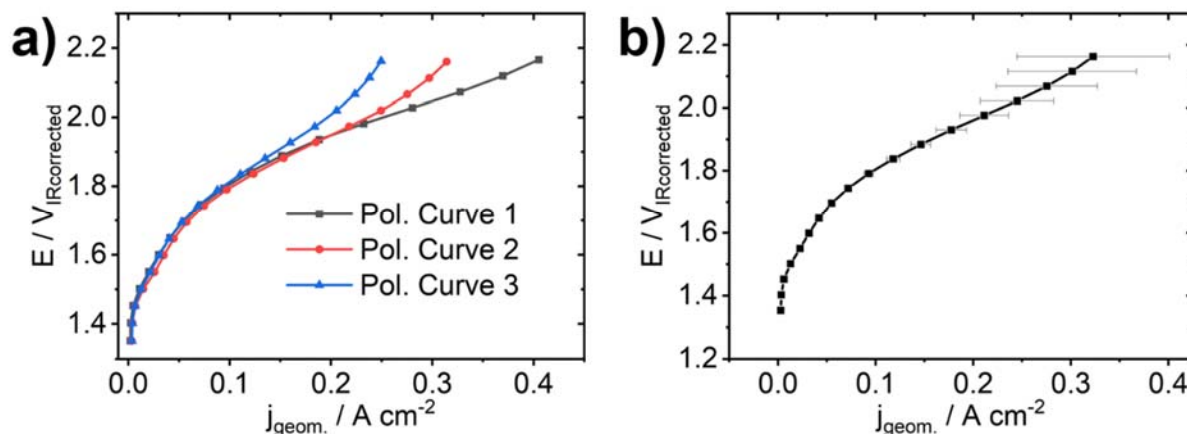 a)
E / V_IRcorrected
2.2
2.0
1.8
1.6
1.4
Pol. Curve 1
Pol. Curve 2
Pol. Curve 3
0.0 0.1 0.2 0.3 0.4
j_geom. / A cm⁻²
b)
E / V_IRcorrected
2.2
2.0
1.8
1.6
1.4
1.2
0.0 0.1 0.2 0.3 0.4
j_geom. / A cm⁻²